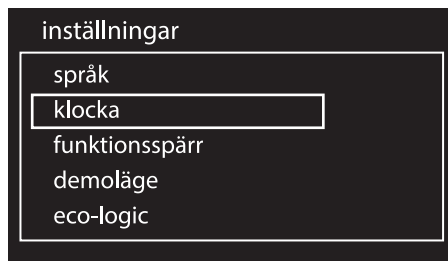 inställningar
språk
klocka
funktionsspärr
demoläge
eco-logic